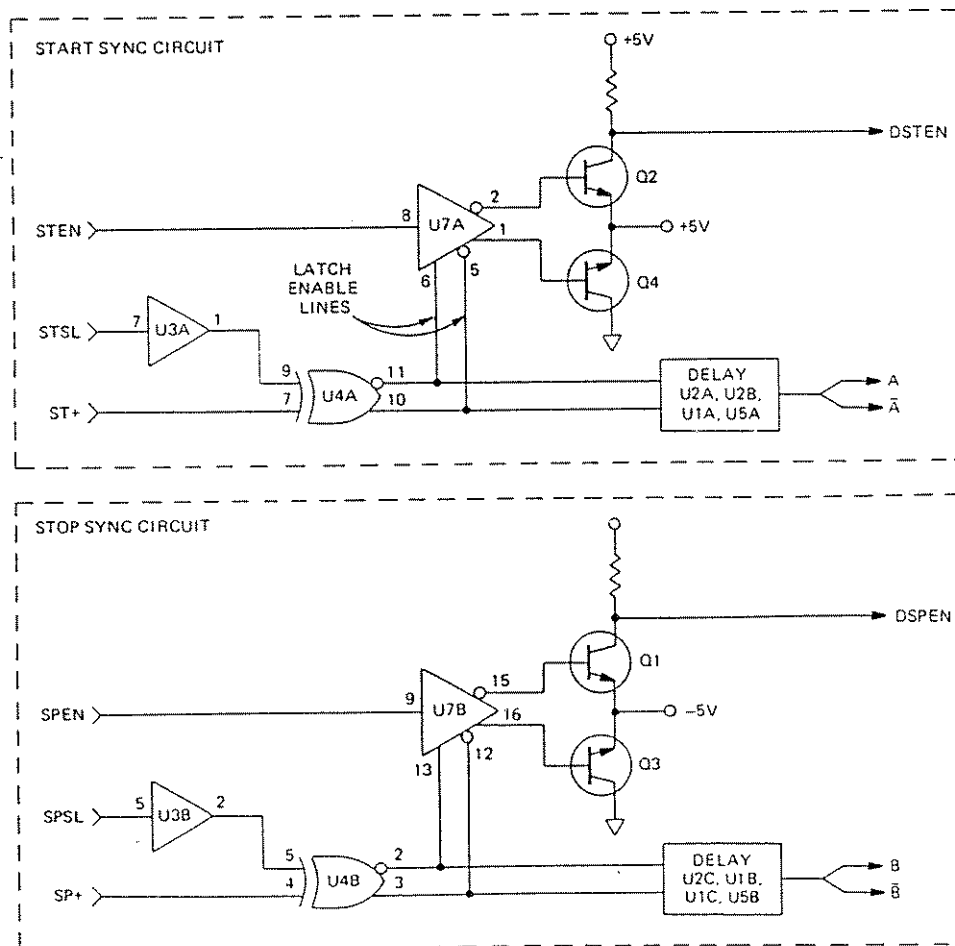 START SYNC CIRCUIT
+5V
DSTEN
Q2
2
8
U7A
1
STEN
+5V
5
Q4
LATCH
ENABLE
LINES
6
STSL
7
U3A
1
9
11
DELAY
U2A, U2B,
U1A, U5A
A
7
U4A
10
Ā
ST+
STOP SYNC CIRCUIT
DSPEN
Q1
15
9
U7B
16
SPEN
-5V
12
Q3
13
SPSL
5
U3B
2
5
2
DELAY
U2C, U1B,
U1C, U5B
B
4
U4B
3
B̄
SP+